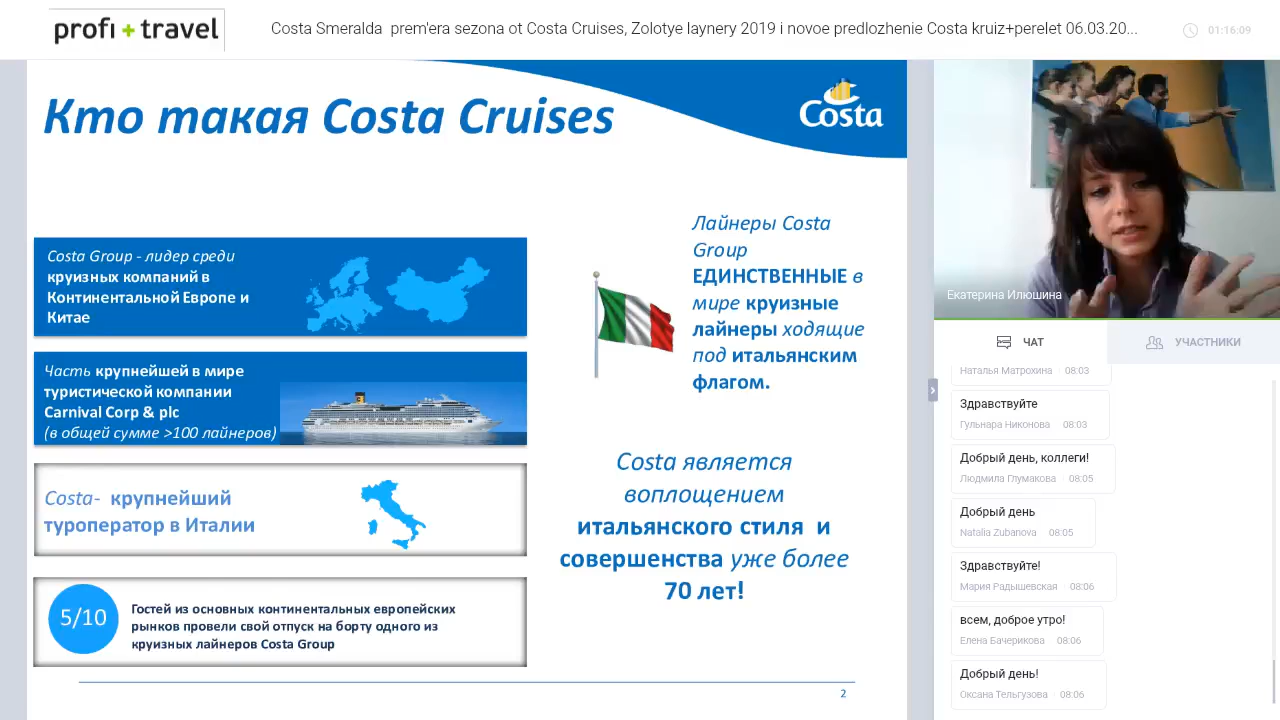 profi + travel
Costa Smeralda prem'era sezona ot Costa Cruises, Zolotye laynery 2019 i novoe predlozhenie Costa kruiz+perelet 06.03.20...
01:16:09
Кто такая Costa Cruises
Costa
Costa Group - лидер среди
круизных компаний в
Континентальной Европе и
Китае
Часть крупнейшей в мире
туристической компании
Carnival Corp & plc
(в общей сумме >100 лайнеров)
Costa- крупнейший
туроператор в Италии
5/10
Гостей из основных континентальных европейских
рынков провели свой отпуск на борту одного из
круизных лайнеров Costa Group
Лайнеры Costa
Group
ЕДИНСТВЕННЫЕ в
мире круизные
лайнеры ходящие
под итальянским
флагом.
Costa является
воплощением
итальянского стиля и
совершенства уже более
70 лет!
2
Екатерина Илюшина
ЧАТ
УЧАСТНИКИ
Наталья Матрохина · 08:03
Здравствуйте
Гульнара Никонова 08:03
Добрый день, коллеги!
Людмила Глумакова · 08:05
Добрый день
Natalia Zubanova · 08:05
Здравствуйте!
Мария Радышевская · 08:06
всем, доброе утро!
Елена Бачерикова · 08:06
Добрый день!
Оксана Тельгузова · 08:06